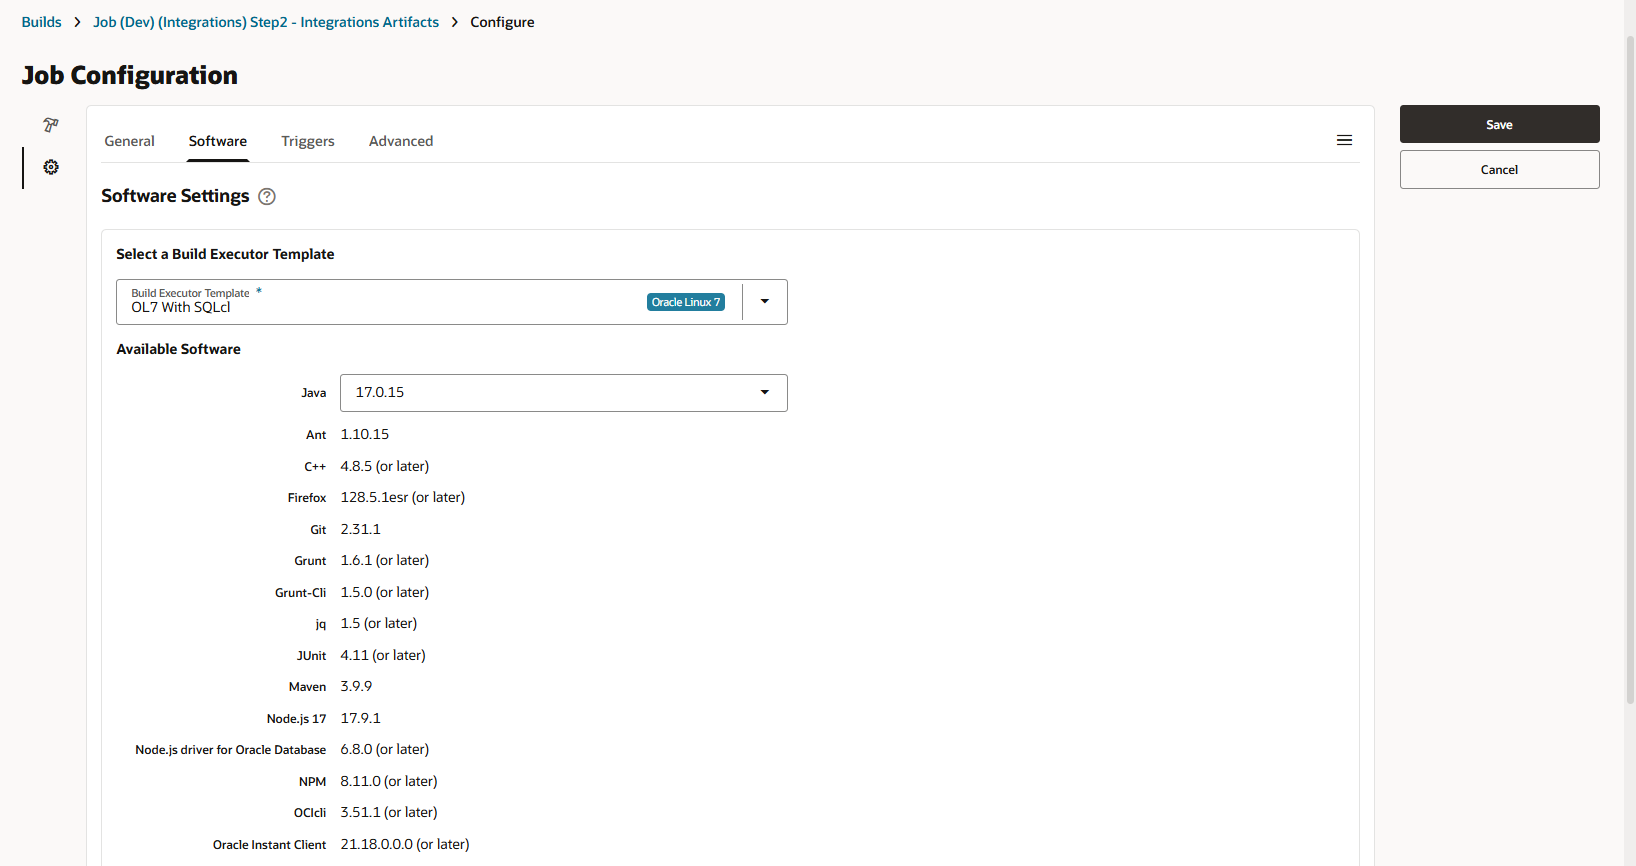 Builds > Job (Dev) (Integrations) Step2 - Integrations Artifacts > Configure
Job Configuration
General Software Triggers Advanced
Save
Cancel
Software Settings ?
Select a Build Executor Template
Build Executor Template *
OL7 With SQLcl Oracle Linux 7
Available Software
Java 17.0.15
Ant 1.10.15
C++ 4.8.5 (or later)
Firefox 128.5.1esr (or later)
Git 2.31.1
Grunt 1.6.1 (or later)
Grunt-Cli 1.5.0 (or later)
jq 1.5 (or later)
JUnit 4.11 (or later)
Maven 3.9.9
Node.js 17 17.9.1
Node.js driver for Oracle Database 6.8.0 (or later)
NPM 8.11.0 (or later)
OCIcli 3.51.1 (or later)
Oracle Instant Client 21.18.0.0.0 (or later)